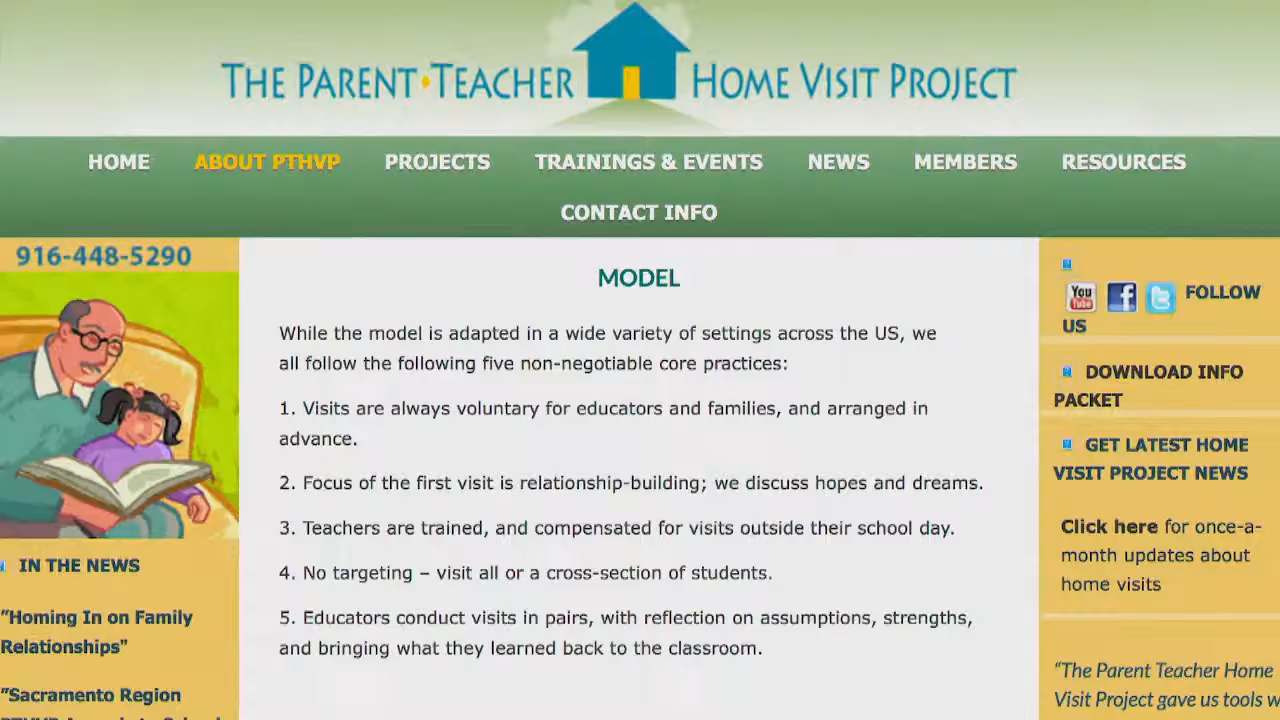 THE PARENT·TEACHER HOME VISIT PROJECT
HOME ABOUT PTHVP PROJECTS TRAININGS & EVENTS NEWS MEMBERS RESOURCES
CONTACT INFO
916-448-5290
IN THE NEWS
"Homing In on Family
Relationships"
"Sacramento Region
MODEL
While the model is adapted in a wide variety of settings across the US, we
all follow the following five non-negotiable core practices:
1. Visits are always voluntary for educators and families, and arranged in
advance.
2. Focus of the first visit is relationship-building; we discuss hopes and dreams.
3. Teachers are trained, and compensated for visits outside their school day.
4. No targeting – visit all or a cross-section of students.
5. Educators conduct visits in pairs, with reflection on assumptions, strengths,
and bringing what they learned back to the classroom.
You Tube f t FOLLOW
US
DOWNLOAD INFO
PACKET
GET LATEST HOME
VISIT PROJECT NEWS
Click here for once-a-
month updates about
home visits
“The Parent Teacher Home
Visit Project gave us tools w